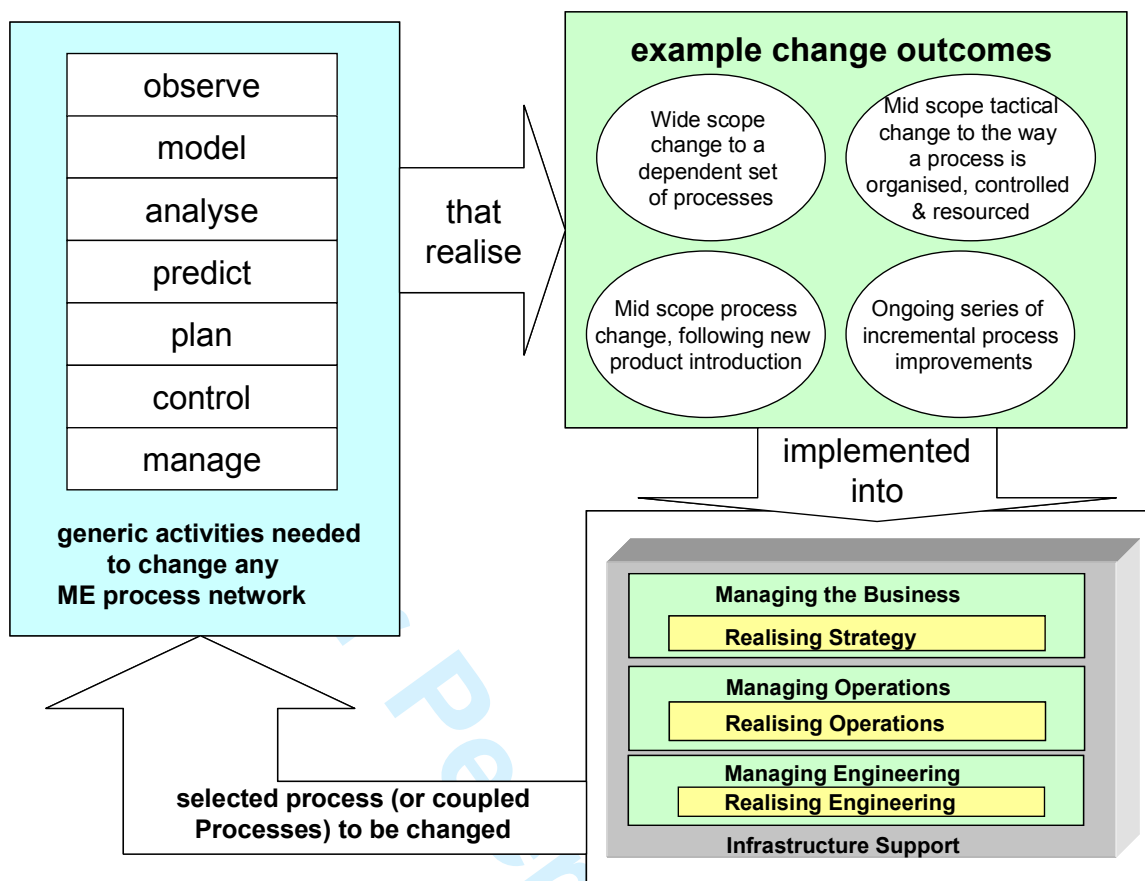 observe
model
analyse
predict
plan
control
manage
generic activities needed
to change any
ME process network
that
realise
example change outcomes
Wide scope
change to a
dependent set
of processes
Mid scope tactical
change to the way
a process is
organised, controlled
& resourced
Mid scope process
change, following new
product introduction
Ongoing series of
incremental process
improvements
implemented
into
Managing the Business
Realising Strategy
Managing Operations
Realising Operations
Managing Engineering
Realising Engineering
Infrastructure Support
selected process (or coupled
Processes) to be changed